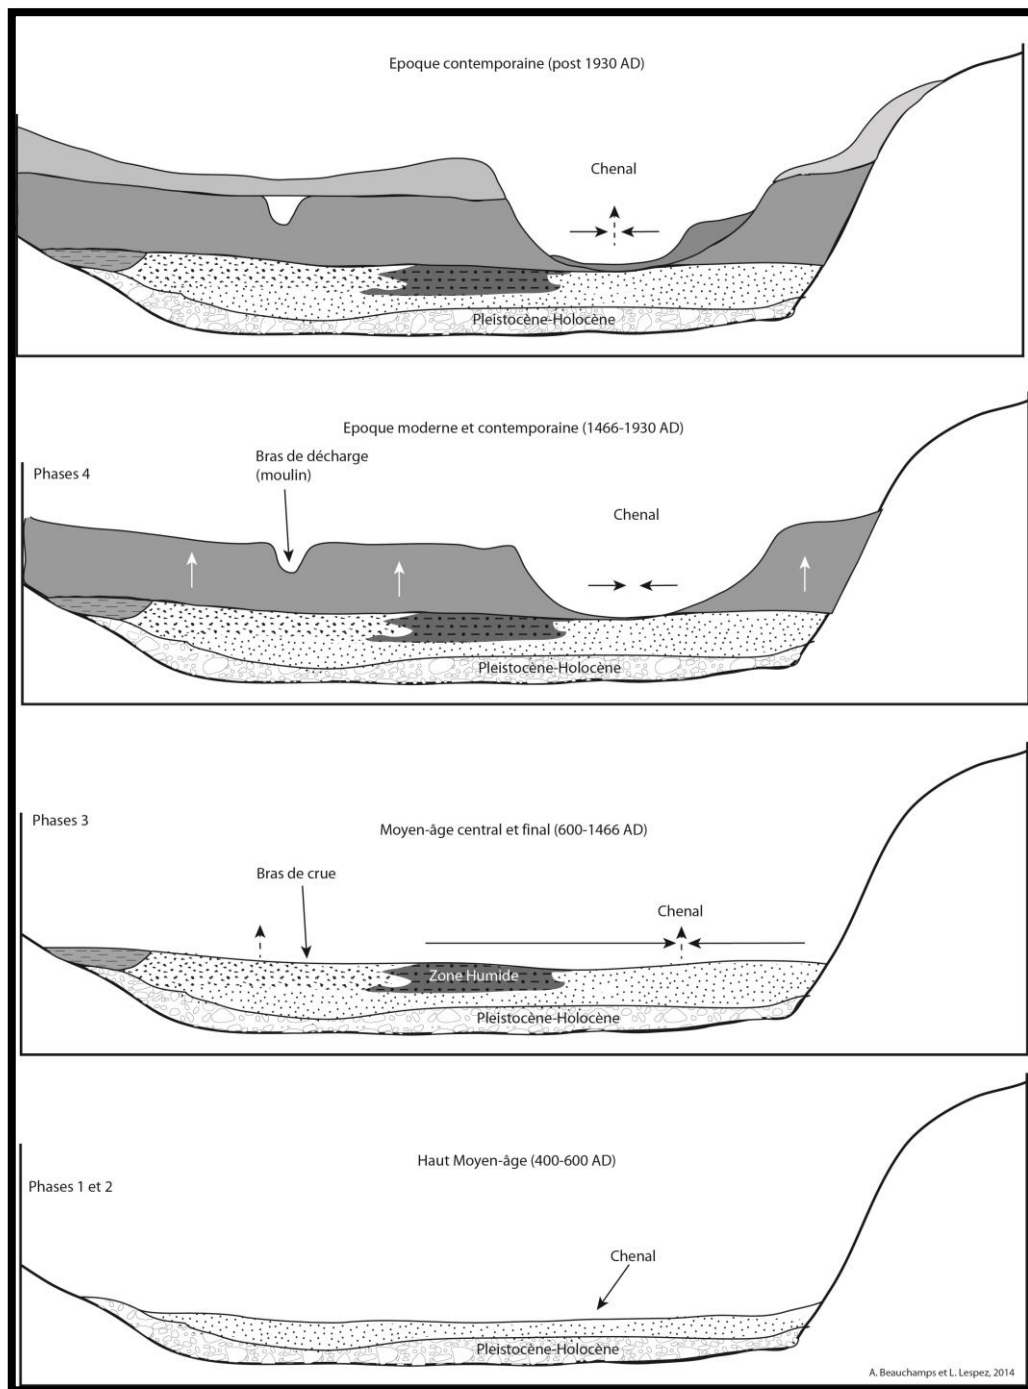 Epoque contemporaine (post 1930 AD)
Chenal
Pleistocène-Holocène
Epoque moderne et contemporaine (1466-1930 AD)
Bras de décharge
(moulin)
Phases 4
Chenal
Pleistocène-Holocène
Phases 3
Moyen-âge central et final (600-1466 AD)
Bras de crue
Chenal
Zone Humide
Pleistocène-Holocène
Haut Moyen-âge (400-600 AD)
Phases 1 et 2
Chenal
Pleistocène-Holocène
A. Beauchamps et L. Lespez, 2014